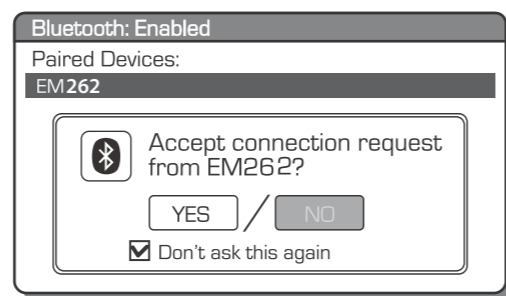 Bluetooth: Enabled
Paired Devices:
EM262
Accept connection request
from EM262?
YES / NO
Don't ask this again